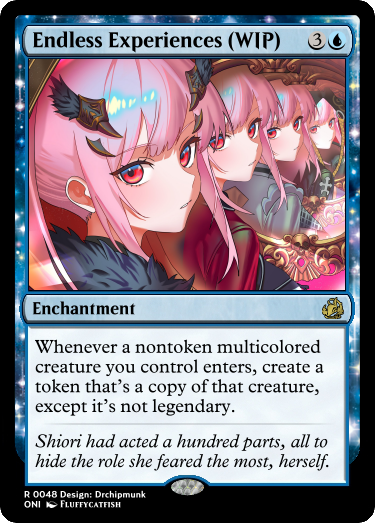 Endless Experiences (WIP) 3
Enchantment
Whenever a nontoken multicolored
creature you control enters, create a
token that's a copy of that creature,
except it's not legendary.
Shiori had acted a hundred parts, all to
hide the role she feared the most, herself.
R 0048 Design: Drchipmunk
ONI FLUFFYCATFISH